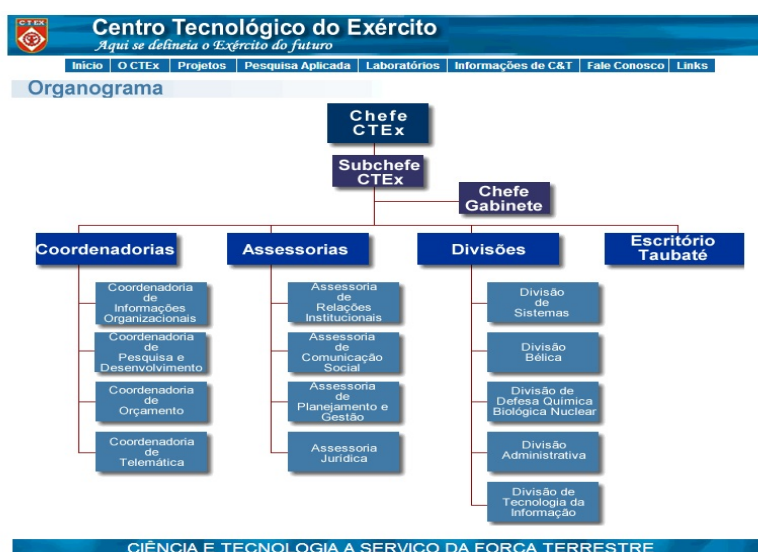 CTEX
Centro Tecnológico do Exército
Aqui se delineia o Exército do futuro
Início O CTEx Projetos Pesquisa Aplicada Laboratórios Informações de C&T Fale Conosco Links
Organograma
Chefe
CTEx
Subchefe
CTEx
Chefe
Gabinete
Coordenadorias
Assessorias
Divisões
Escritório
Taubaté
Coordenadoria
de
Informações
Organizacionais
Coordenadoria
de
Pesquisa e
Desenvolvimento
Coordenadoria
de
Orçamento
Coordenadoria
de
Telemática
Assessoria
de
Relações
Institucionais
Assessoria
de
Comunicação
Social
Assessoria
de
Planejamento e
Gestão
Assessoria
Jurídica
Divisão
de
Sistemas
Divisão
Bélica
Divisão de
Defesa Química
Biológica Nuclear
Divisão
Administrativa
Divisão de
Tecnologia da
Informação
CIÊNCIA E TECNOLOGIA A SERVIÇO DA FORÇA TERRESTRE